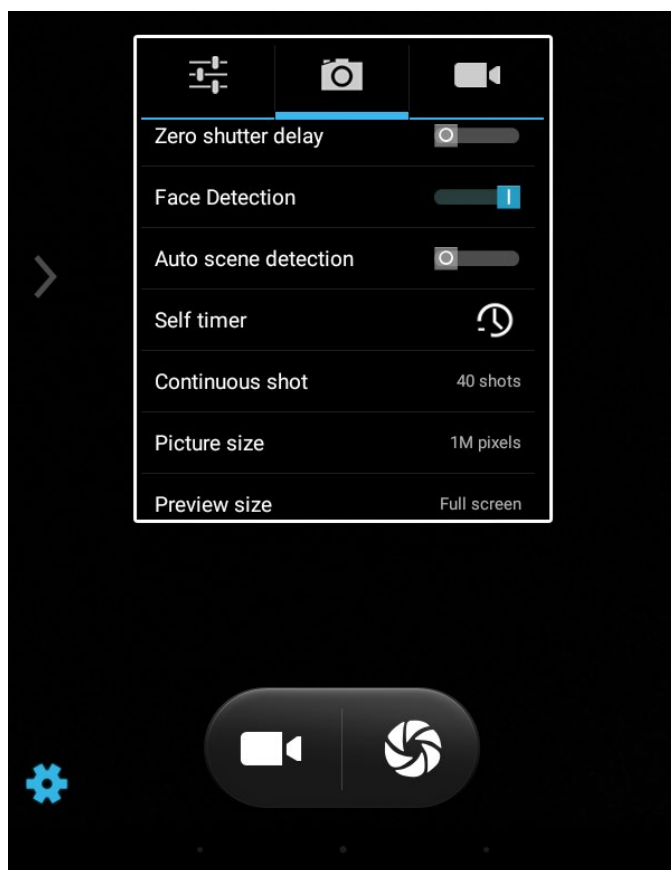 Zero shutter delay
Face Detection
Auto scene detection
Self timer
Continuous shot 40 shots
Picture size 1M pixels
Preview size Full screen